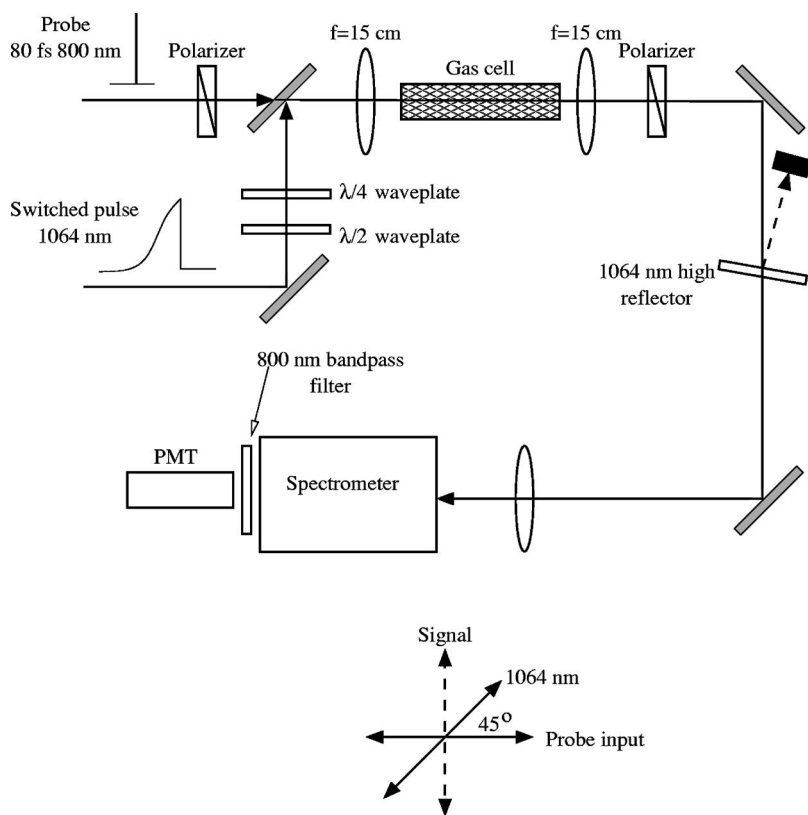 Probe
80 fs 800 nm
Polarizer
f=15 cm
Gas cell
f=15 cm
Polarizer
λ/4 waveplate
λ/2 waveplate
Switched pulse
1064 nm
1064 nm high
reflector
800 nm bandpass
filter
PMT
Spectrometer
Signal
1064 nm
45°
Probe input